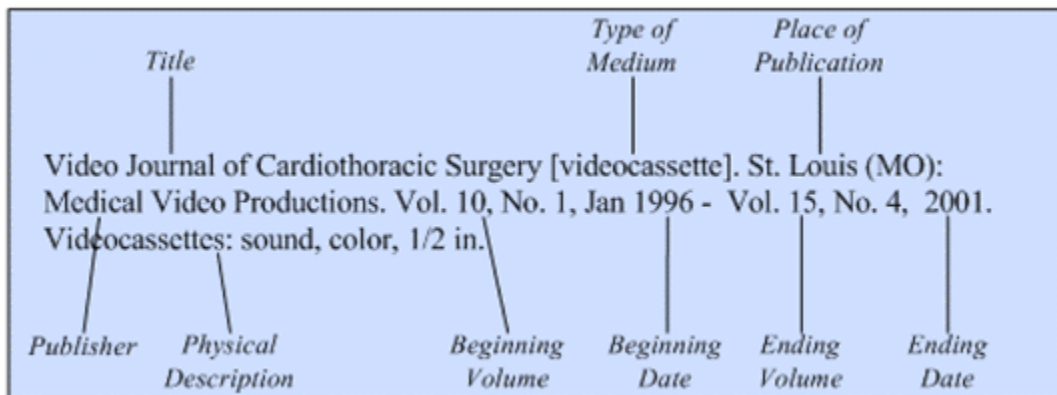 Type of Place of
Title Medium Publication
Video Journal of Cardiothoracic Surgery [videocassette]. St. Louis (MO):
Medical Video Productions. Vol. 10, No. 1, Jan 1996 - Vol. 15, No. 4, 2001.
Videocassettes: sound, color, 1/2 in.
Publisher Physical Beginning Beginning Ending Ending
Description Volume Date Volume Date